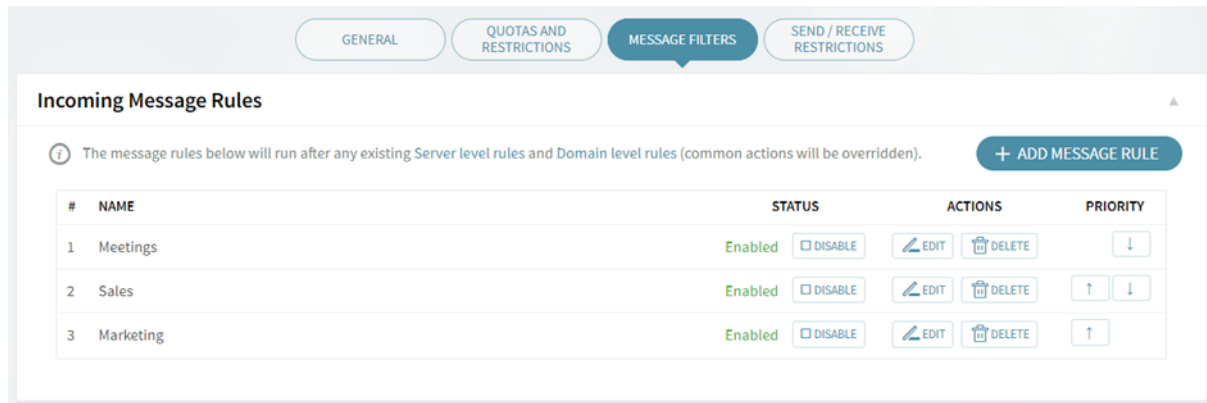 GENERAL
QUOTAS AND
RESTRICTIONS
MESSAGE FILTERS
SEND / RECEIVE
RESTRICTIONS
Incoming Message Rules
The message rules below will run after any existing Server level rules and Domain level rules (common actions will be overridden).
+ ADD MESSAGE RULE
# NAME STATUS ACTIONS PRIORITY
1 Meetings Enabled DISABLE EDIT DELETE ↓
2 Sales Enabled DISABLE EDIT DELETE ↑ ↓
3 Marketing Enabled DISABLE EDIT DELETE ↑